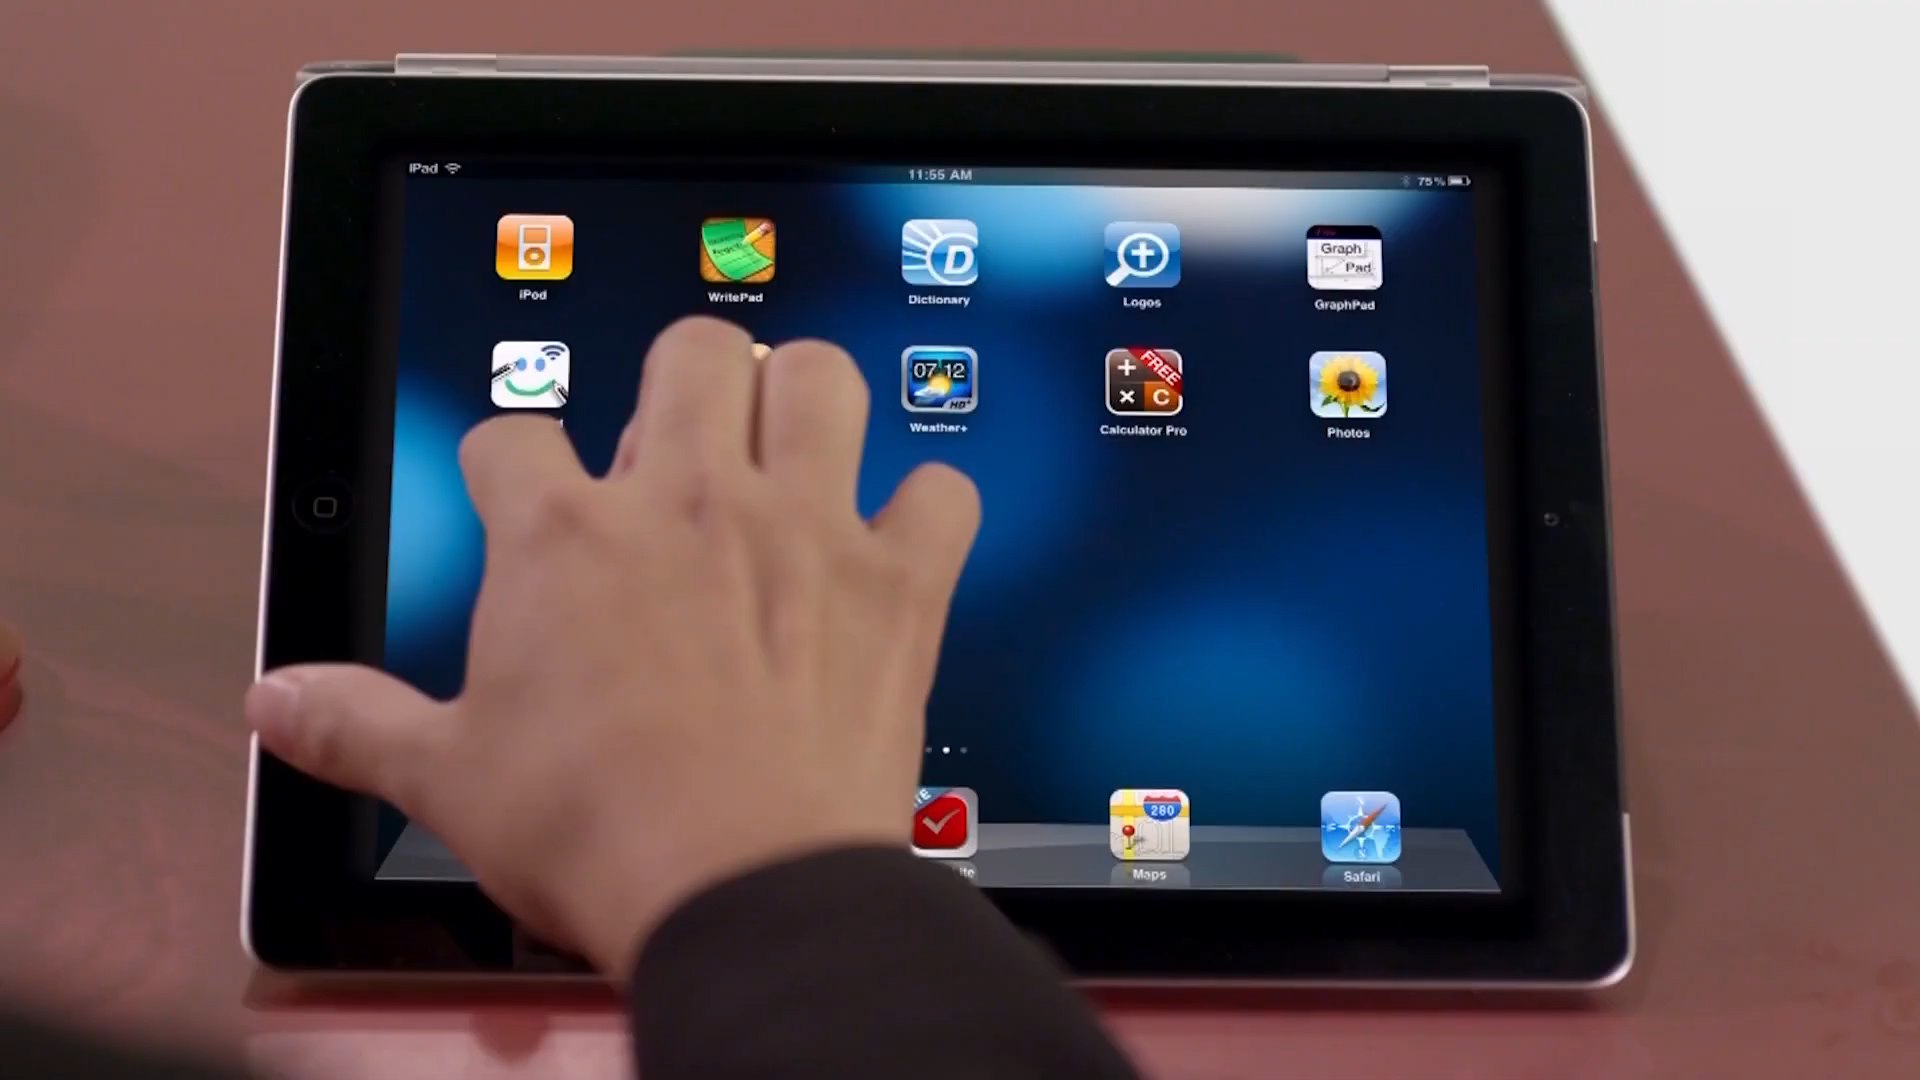 iPad 11:55 AM 75%
iPod WritePad Dictionary Logos GraphPad
Graph
Pad
D
07 12
HD+
FREE
+
× C
Weather+ Calculator Pro Photos
280
Maps Safari